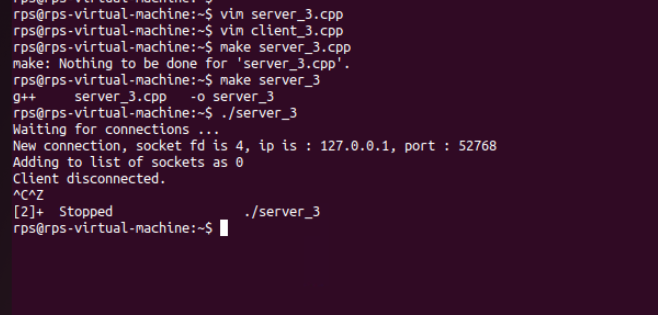 rps@rps-virtual-machine:~$ vim server_3.cpp
rps@rps-virtual-machine:~$ vim client_3.cpp
rps@rps-virtual-machine:~$ make server_3.cpp
make: Nothing to be done for 'server_3.cpp'.
rps@rps-virtual-machine:~$ make server_3
g++     server_3.cpp   -o server_3
rps@rps-virtual-machine:~$ ./server_3
Waiting for connections ...
New connection, socket fd is 4, ip is : 127.0.0.1, port : 52768
Adding to list of sockets as 0
Client disconnected.
^C^Z
[2]+  Stopped                 ./server_3
rps@rps-virtual-machine:~$